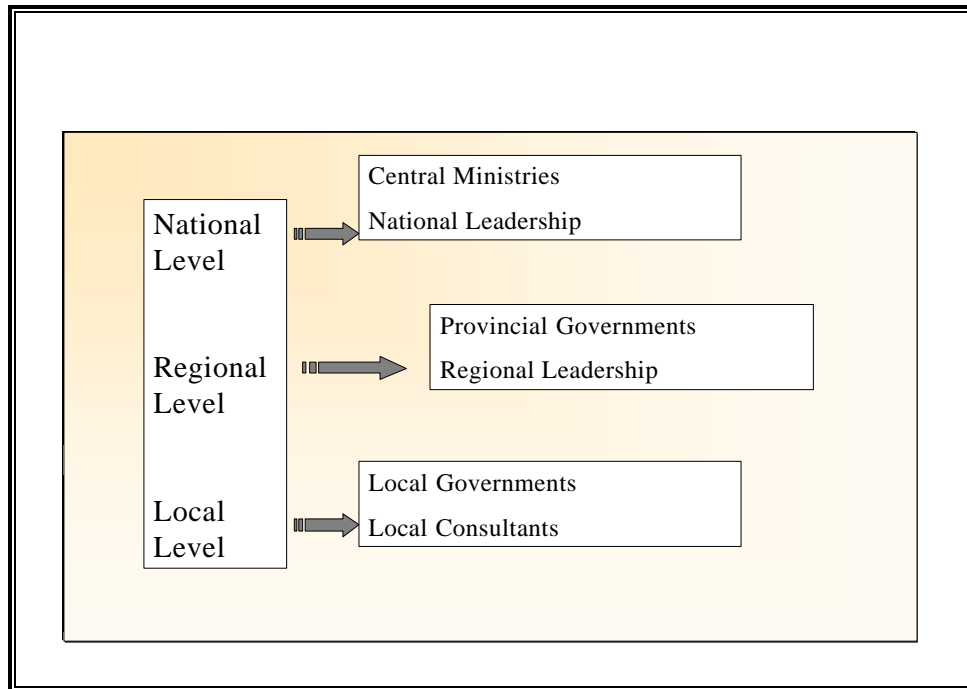 National
Level
Central Ministries
National Leadership
Regional
Level
Provincial Governments
Regional Leadership
Local
Level
Local Governments
Local Consultants